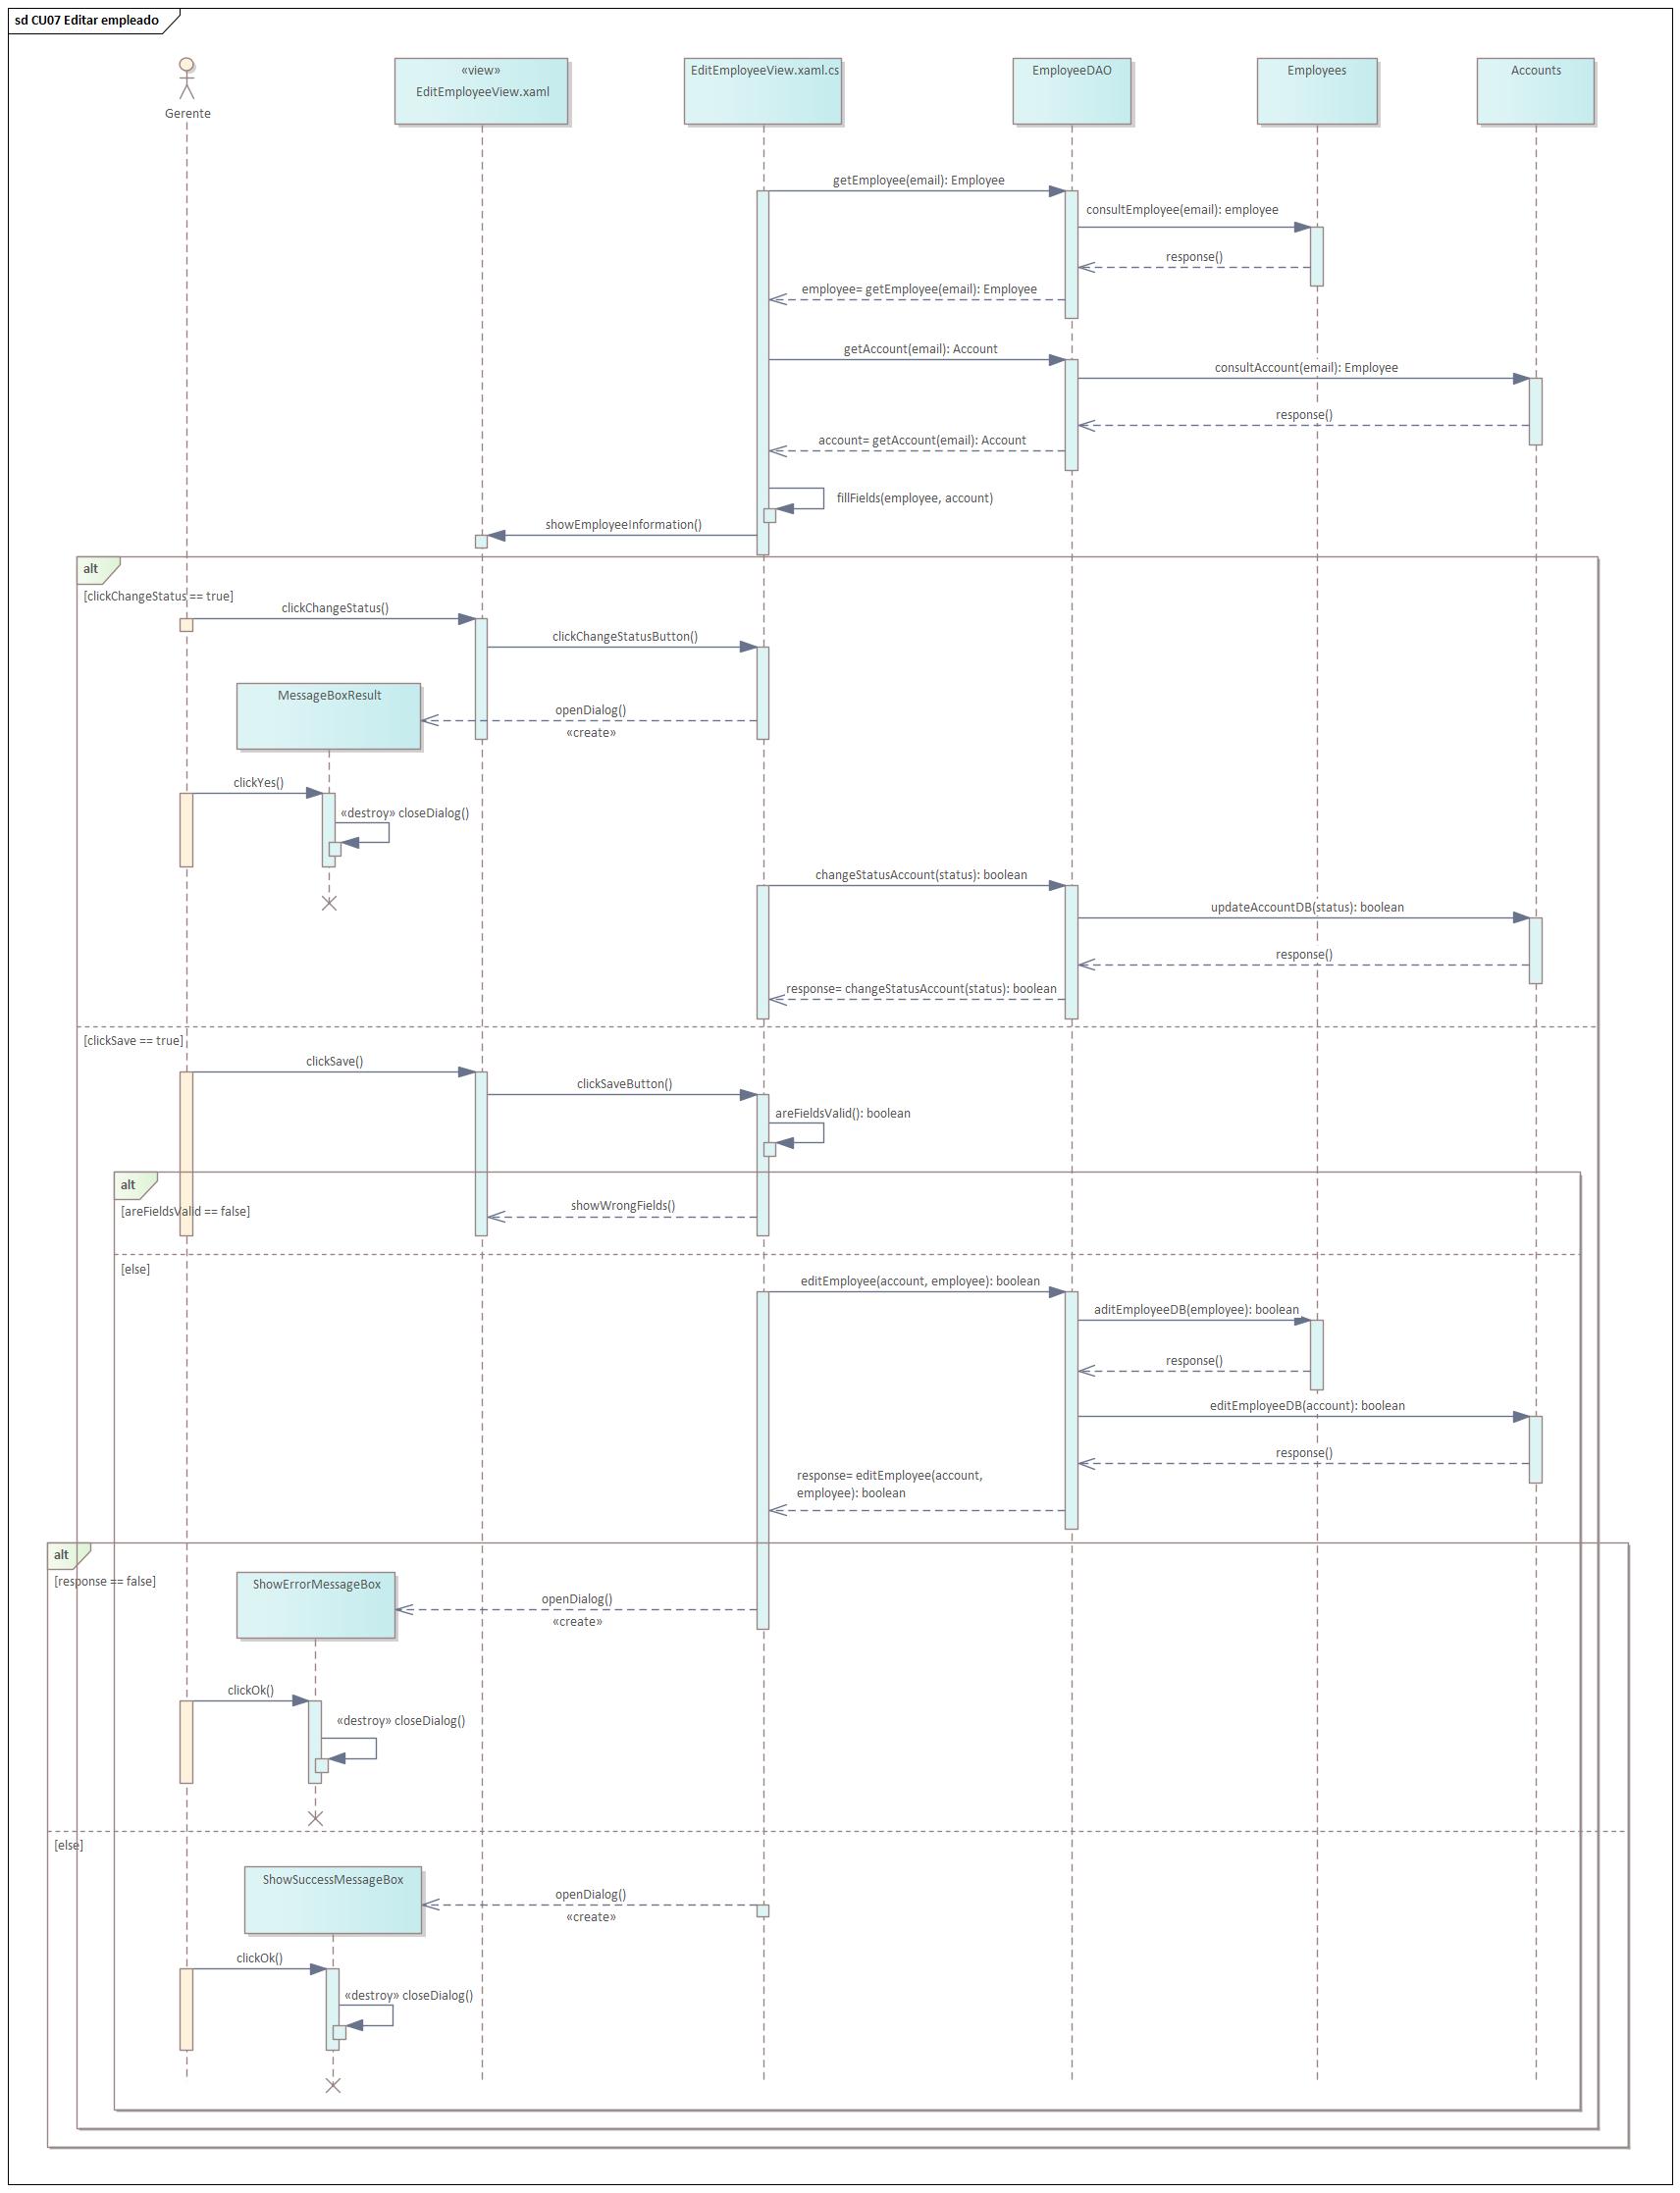 sd CU07 Editar empleado
Gerente
«view»
EditEmployeeView.xaml
EditEmployeeView.xaml.cs
EmployeeDAO
Employees
Accounts
getEmployee(email): Employee
consultEmployee(email): employee
response()
employee= getEmployee(email): Employee
getAccount(email): Account
consultAccount(email): Employee
response()
account= getAccount(email): Account
fillFields(employee, account)
showEmployeeInformation()
alt
[clickChangeStatus == true]
clickChangeStatus()
clickChangeStatusButton()
MessageBoxResult
openDialog()
«create»
clickYes()
«destroy» closeDialog()
changeStatusAccount(status): boolean
updateAccountDB(status): boolean
response()
response= changeStatusAccount(status): boolean
[clickSave == true]
clickSave()
clickSaveButton()
areFieldsValid(): boolean
alt
[areFieldsValid == false]
showWrongFields()
[else]
editEmployee(account, employee): boolean
aditEmployeeDB(employee): boolean
response()
editEmployeeDB(account): boolean
response()
response= editEmployee(account,
employee): boolean
alt
[response == false]
ShowErrorMessageBox
openDialog()
«create»
clickOk()
«destroy» closeDialog()
[else]
ShowSuccessMessageBox
openDialog()
«create»
clickOk()
«destroy» closeDialog()